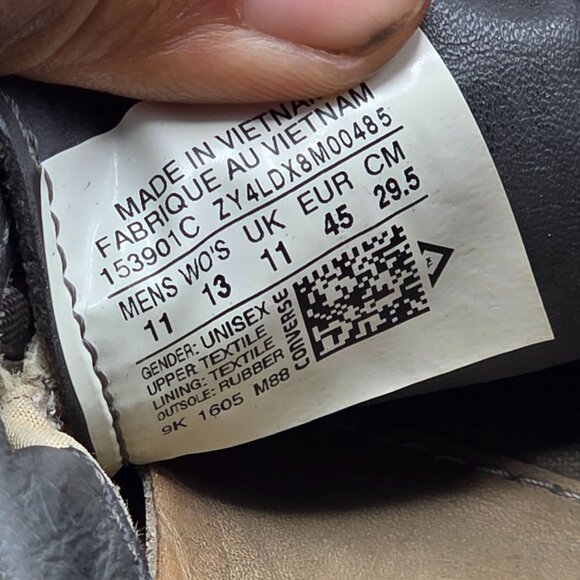 MADE IN VIETNAM
FABRIQUE AU VIETNAM
153901C ZY4LDX8M00485
MENS WO'S UK EUR CM
11 13 11 45 29.5
GENDER: UNISEX
UPPER: TEXTILE
LINING: TEXTILE
OUTSOLE: RUBBER
9K 1605 M88
CONVERSE